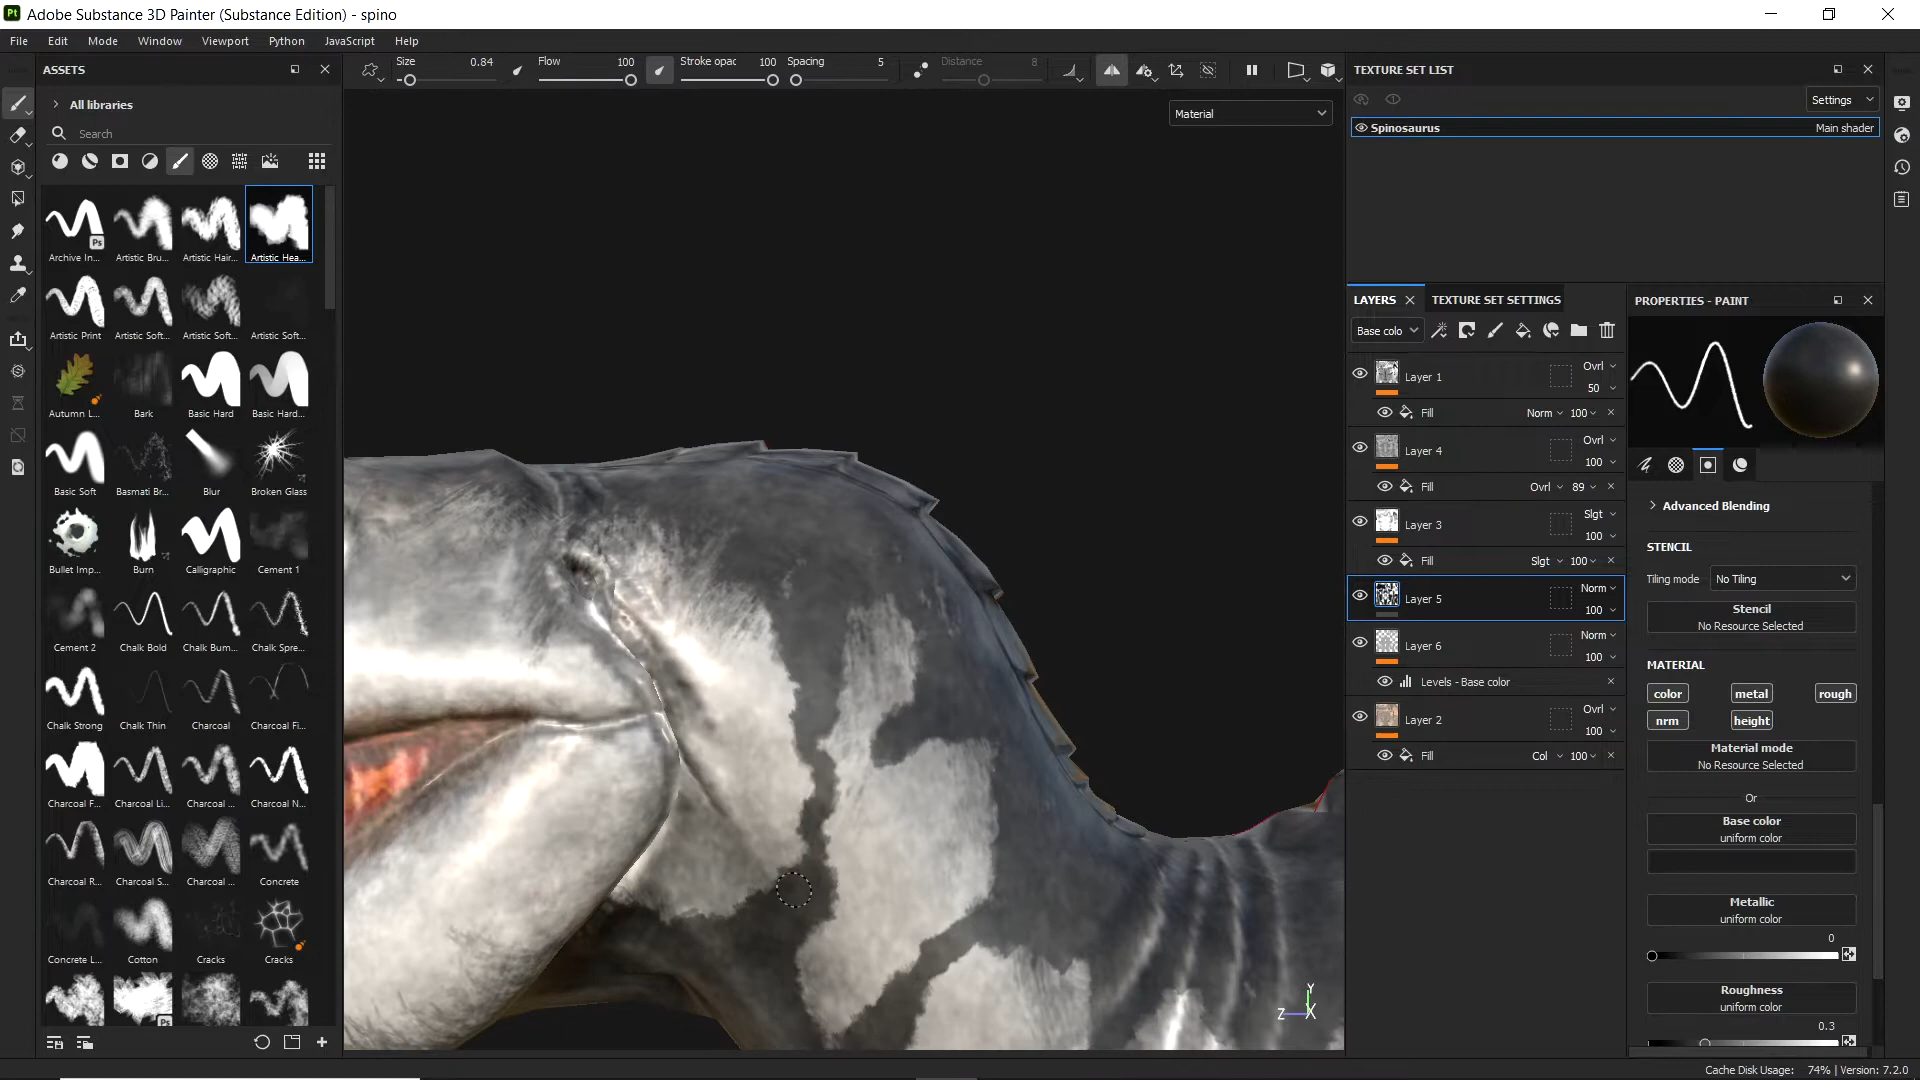 Pt Adobe Substance 3D Painter (Substance Edition) - spino
File Edit Mode Window Viewport Python JavaScript Help
ASSETS
All libraries
Search
Archive In... Artistic Bru... Artistic Hair... Artistic Hea...
Ps
Artistic Print Artistic Soft... Artistic Soft... Artistic Soft...
Autumn L... Bark Basic Hard Basic Hard...
Basic Soft Basmati Br... Blur Broken Glass
Bullet Imp... Burn Calligraphic Cement 1
Cement 2 Chalk Bold Chalk Bum... Chalk Spre...
Chalk Strong Chalk Thin Charcoal Charcoal Fi...
Charcoal F... Charcoal Li... Charcoal ... Charcoal N...
Charcoal R... Charcoal S... Charcoal ... Concrete
Concrete L... Cotton Cracks Cracks
Ps
Size 0.84 Flow 100 Stroke opac 100 Spacing 5 Distance 8
Material
Y
Z X
TEXTURE SET LIST
Settings
Spinosaurus Main shader
LAYERS TEXTURE SET SETTINGS
Base colo
Layer 1 Ovrl 50
Fill Norm 100
Layer 4 Ovrl 100
Fill Ovrl 89
Layer 3 Slgt 100
Fill Slgt 100
Layer 5 Norm 100
Layer 6 Norm 100
Levels - Base color
Layer 2 Ovrl 100
Fill Col 100
PROPERTIES - PAINT
Advanced Blending
STENCIL
Tiling mode No Tiling
Stencil
No Resource Selected
MATERIAL
color metal rough
nrm height
Material mode
No Resource Selected
Or
Base color
uniform color
Metallic
uniform color
0
Roughness
uniform color
0.3
Cache Disk Usage: 74% | Version: 7.2.0